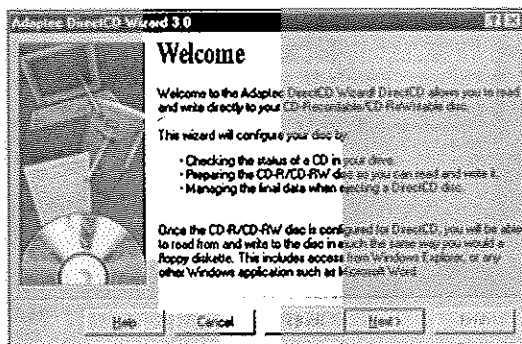 Adaptec DirectCD Wizard 3.0
Welcome
Welcome to the Adaptec DirectCD Wizard! DirectCD allows you to read
and write directly to your CD-Recordable/CD-ReWritable disc.
This wizard will configure your disc by:
• Checking the status of a CD in your drive.
• Preparing the CD-R/CD-RW disc so you can read and write it.
• Managing the final data when ejecting a DirectCD disc.
Once the CD-R/CD-RW disc is configured for DirectCD, you will be able
to read from and write to the disc in much the same way you would a
floppy diskette. This includes access from Windows Explorer, or any
other Windows application such as Microsoft Word.
Help Cancel Next >